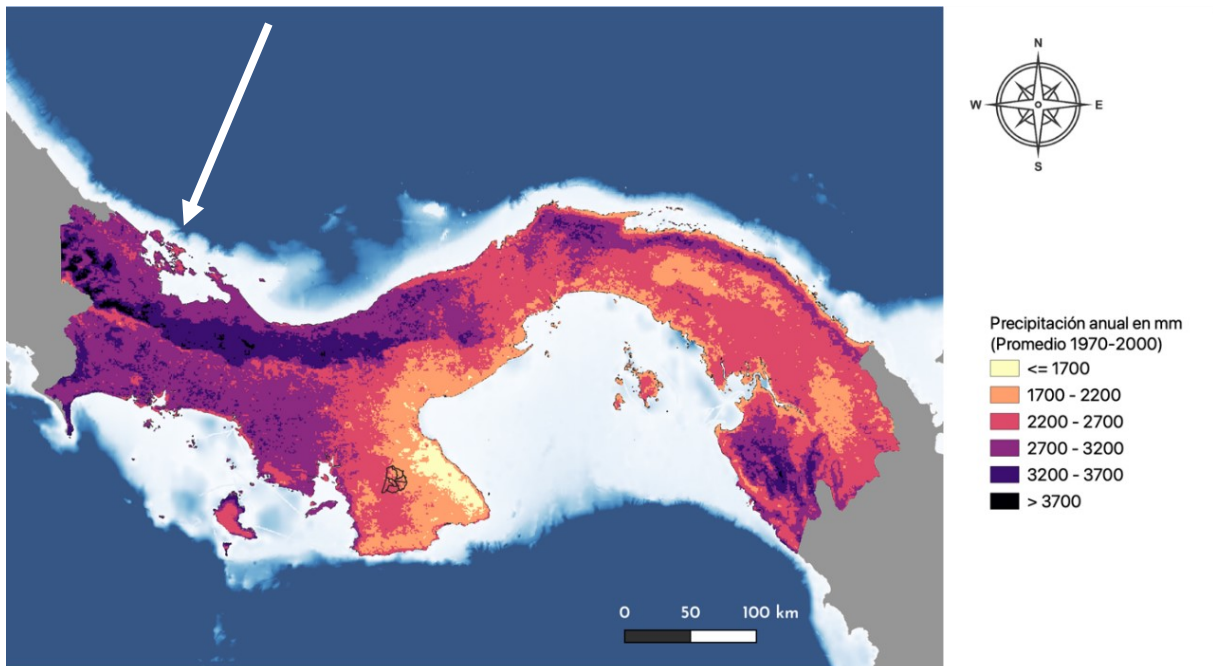 N
W E
S
Precipitación anual en mm
(Promedio 1970-2000)
<= 1700
1700 - 2200
2200 - 2700
2700 - 3200
3200 - 3700
> 3700
0 50 100 km